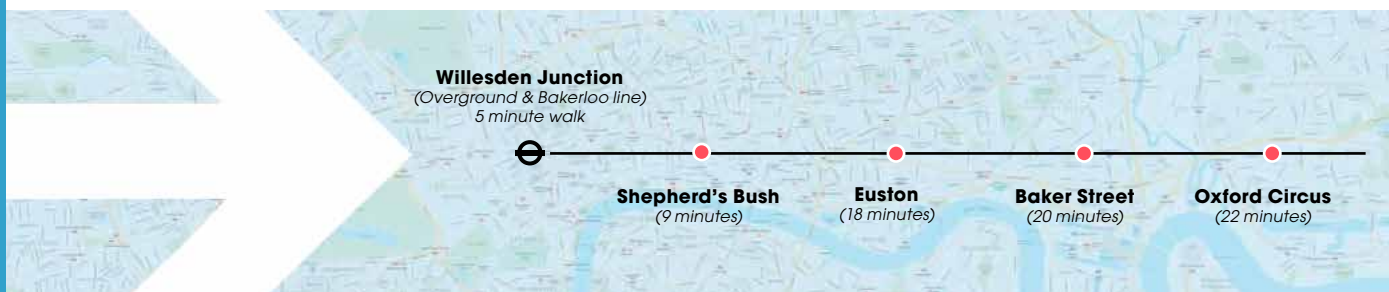 Willesden Junction
(Overground & Bakerloo line)
5 minute walk
Shepherd's Bush
(9 minutes)
Euston
(18 minutes)
Baker Street
(20 minutes)
Oxford Circus
(22 minutes)